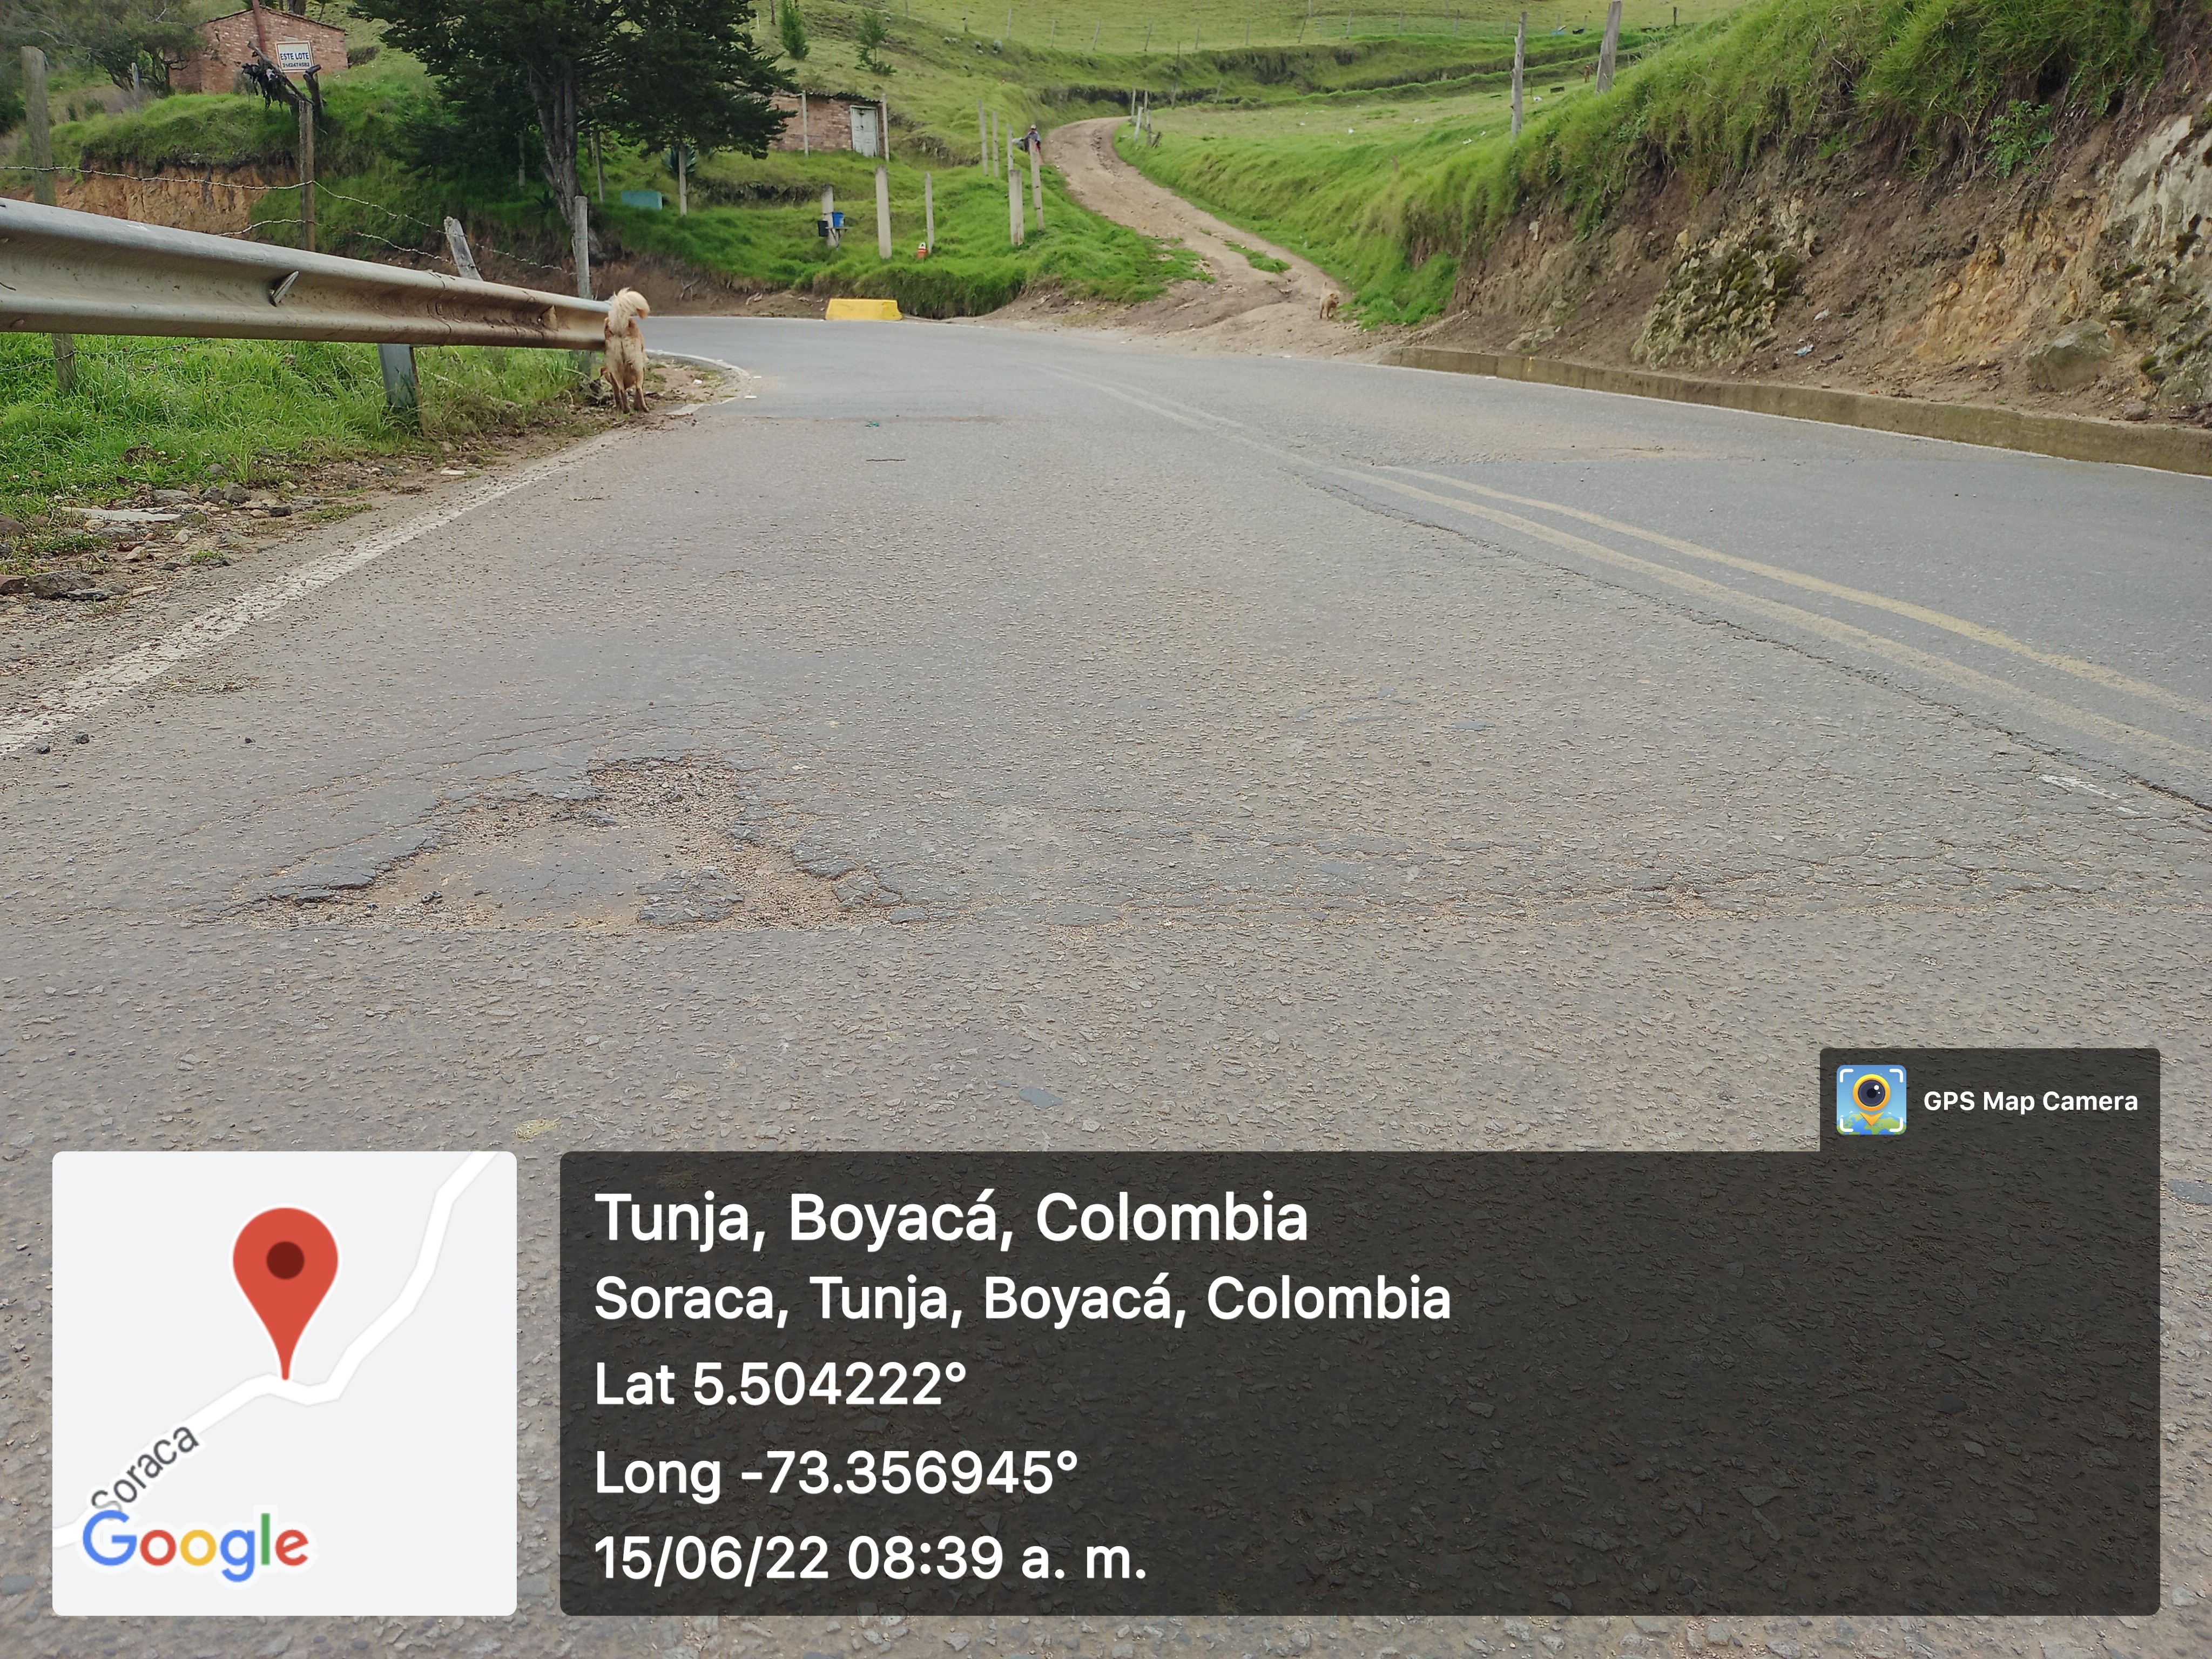 ESTE LOTE
GPS Map Camera
Tunja, Boyacá, Colombia
Soraca, Tunja, Boyacá, Colombia
Lat 5.504222°
Long -73.356945°
15/06/22 08:39 a. m.
Soraca
Google